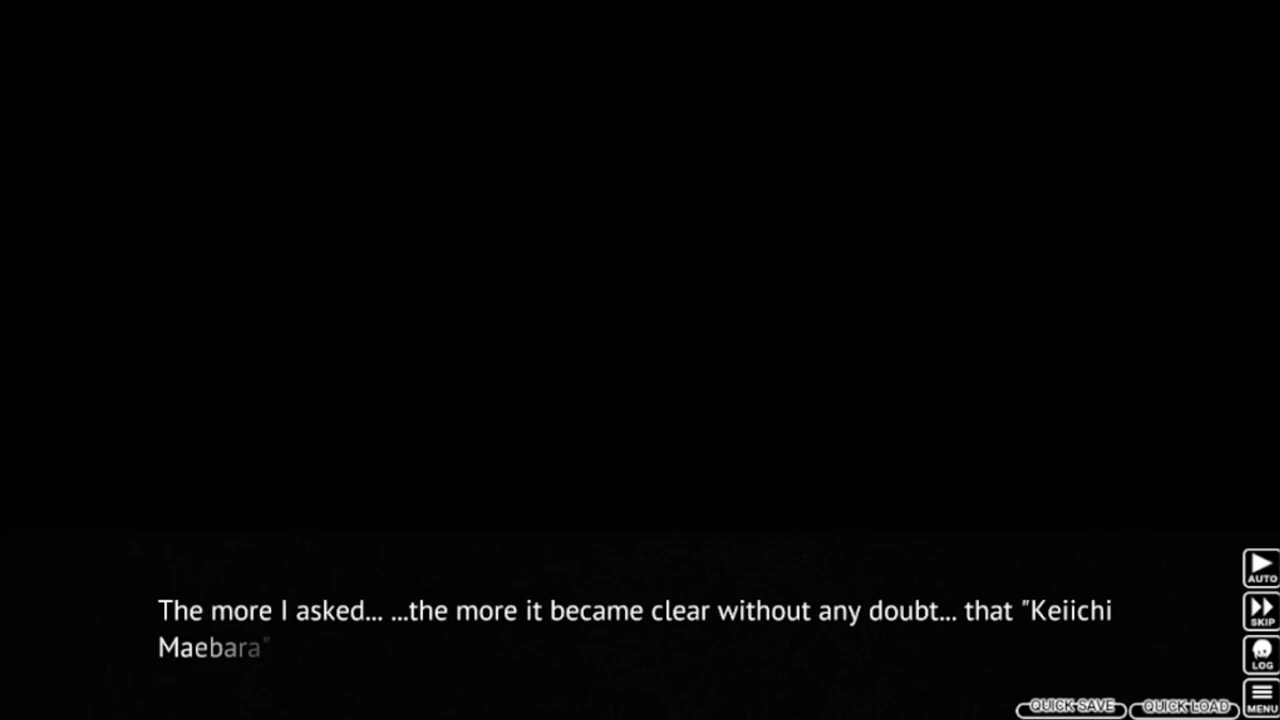 The more I asked... ...the more it became clear without any doubt... that "Keiichi
Maebara"
AUTO
SKIP
LOG
MENU
QUICK SAVE
QUICK LOAD